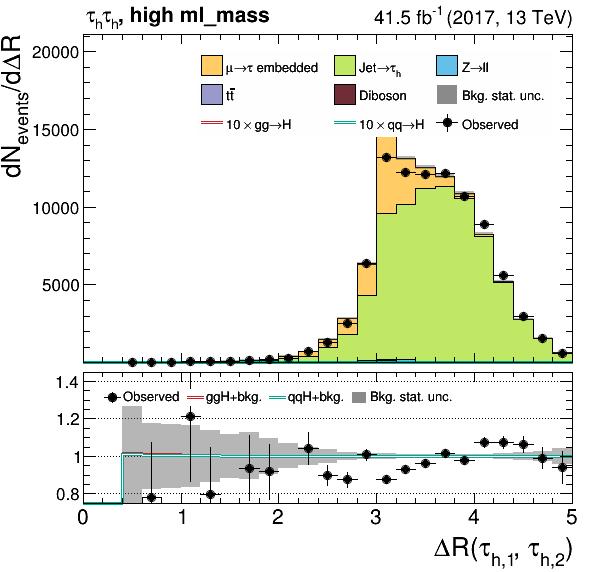 τhτh, high ml_mass 41.5 fb⁻¹ (2017, 13 TeV)
dNevents/dΔR
20000
15000
10000
5000
μ→τ embedded Jet→τh Z→ll
tt̄ Diboson Bkg. stat. unc.
10 × gg→H 10 × qq→H Observed
1.4
1.2
1
0.8
Observed ggH+bkg. qqH+bkg. Bkg. stat. unc.
0 1 2 3 4 5
ΔR(τh,1, τh,2)